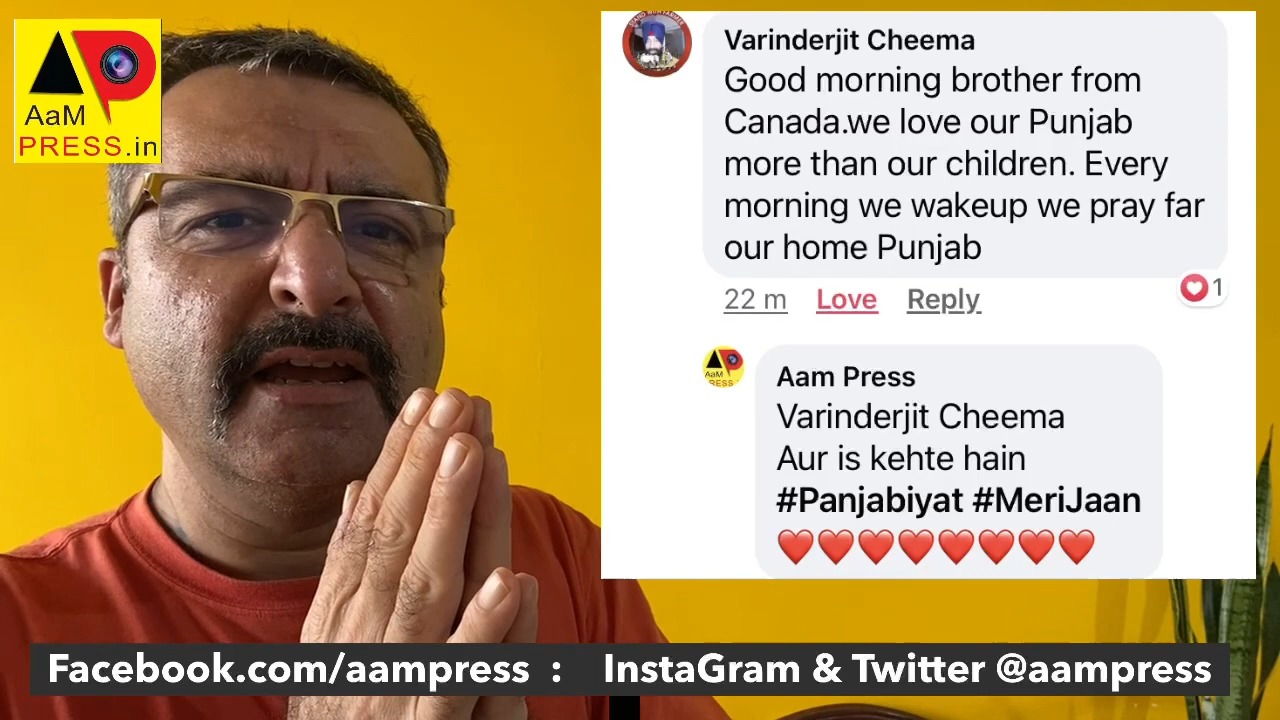 AaM
PRESS.in
Varinderjit Cheema
Good morning brother from
Canada.we love our Punjab
more than our children. Every
morning we wakeup we pray far
our home Punjab
22 m Love Reply
1
Aam Press
Varinderjit Cheema
Aur is kehte hain
#Panjabiyat #MeriJaan
❤️❤️❤️❤️❤️❤️❤️❤️
Facebook.com/aampress : InstaGram & Twitter @aampress